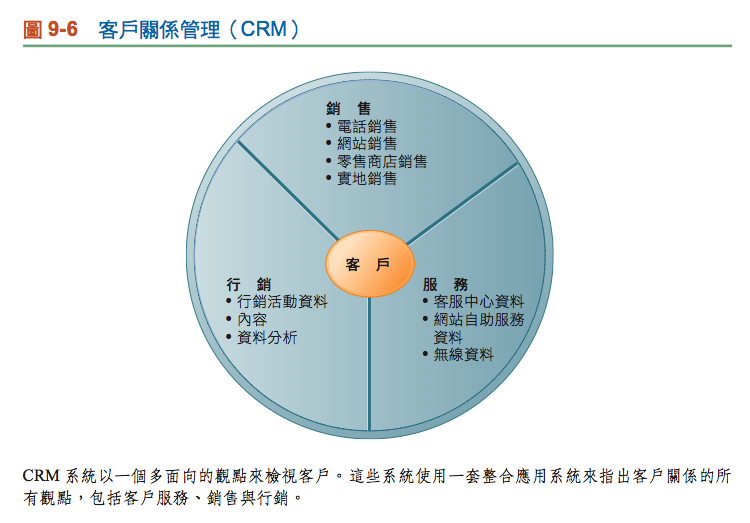 圖 9-6 客戶關係管理（CRM）
銷 售
• 電話銷售
• 網站銷售
• 零售商店銷售
• 實地銷售
客 戶
行 銷
• 行銷活動資料
• 內容
• 資料分析
服 務
• 客服中心資料
• 網站自助服務
資料
• 無線資料
CRM 系統以一個多面向的觀點來檢視客戶。這些系統使用一套整合應用系統來指出客戶關係的所
有觀點，包括客戶服務、銷售與行銷。